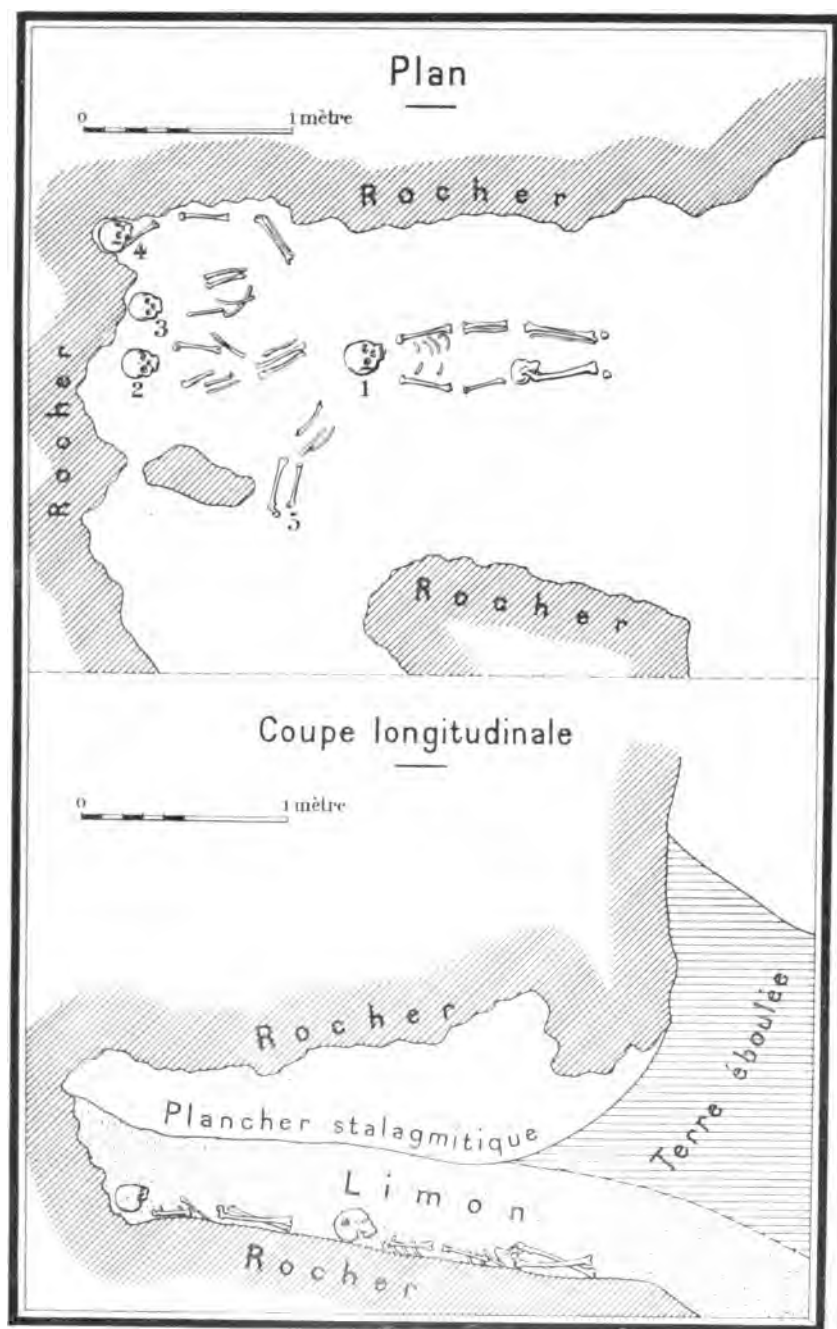 Plan
0 1 mètre
Rocher
4
3
2
1
Rocher
5
Rocher
Coupe longitudinale
0 1 mètre
Rocher
Terre éboulée
Plancher stalagmitique
Limon
Rocher